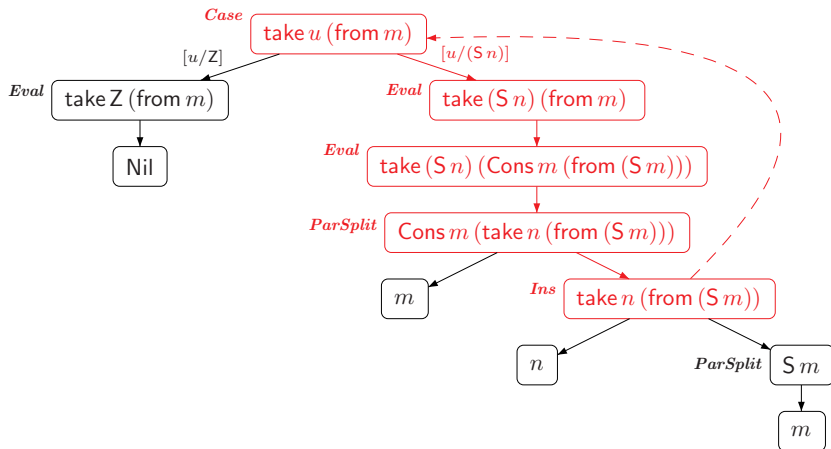 Case
take u (from m)
[u/Z] [u/(S n)]
Eval take Z (from m) Eval take (S n) (from m)
Nil Eval take (S n) (Cons m (from (S m)))
ParSplit Cons m (take n (from (S m)))
m Ins take n (from (S m))
n ParSplit S m
m